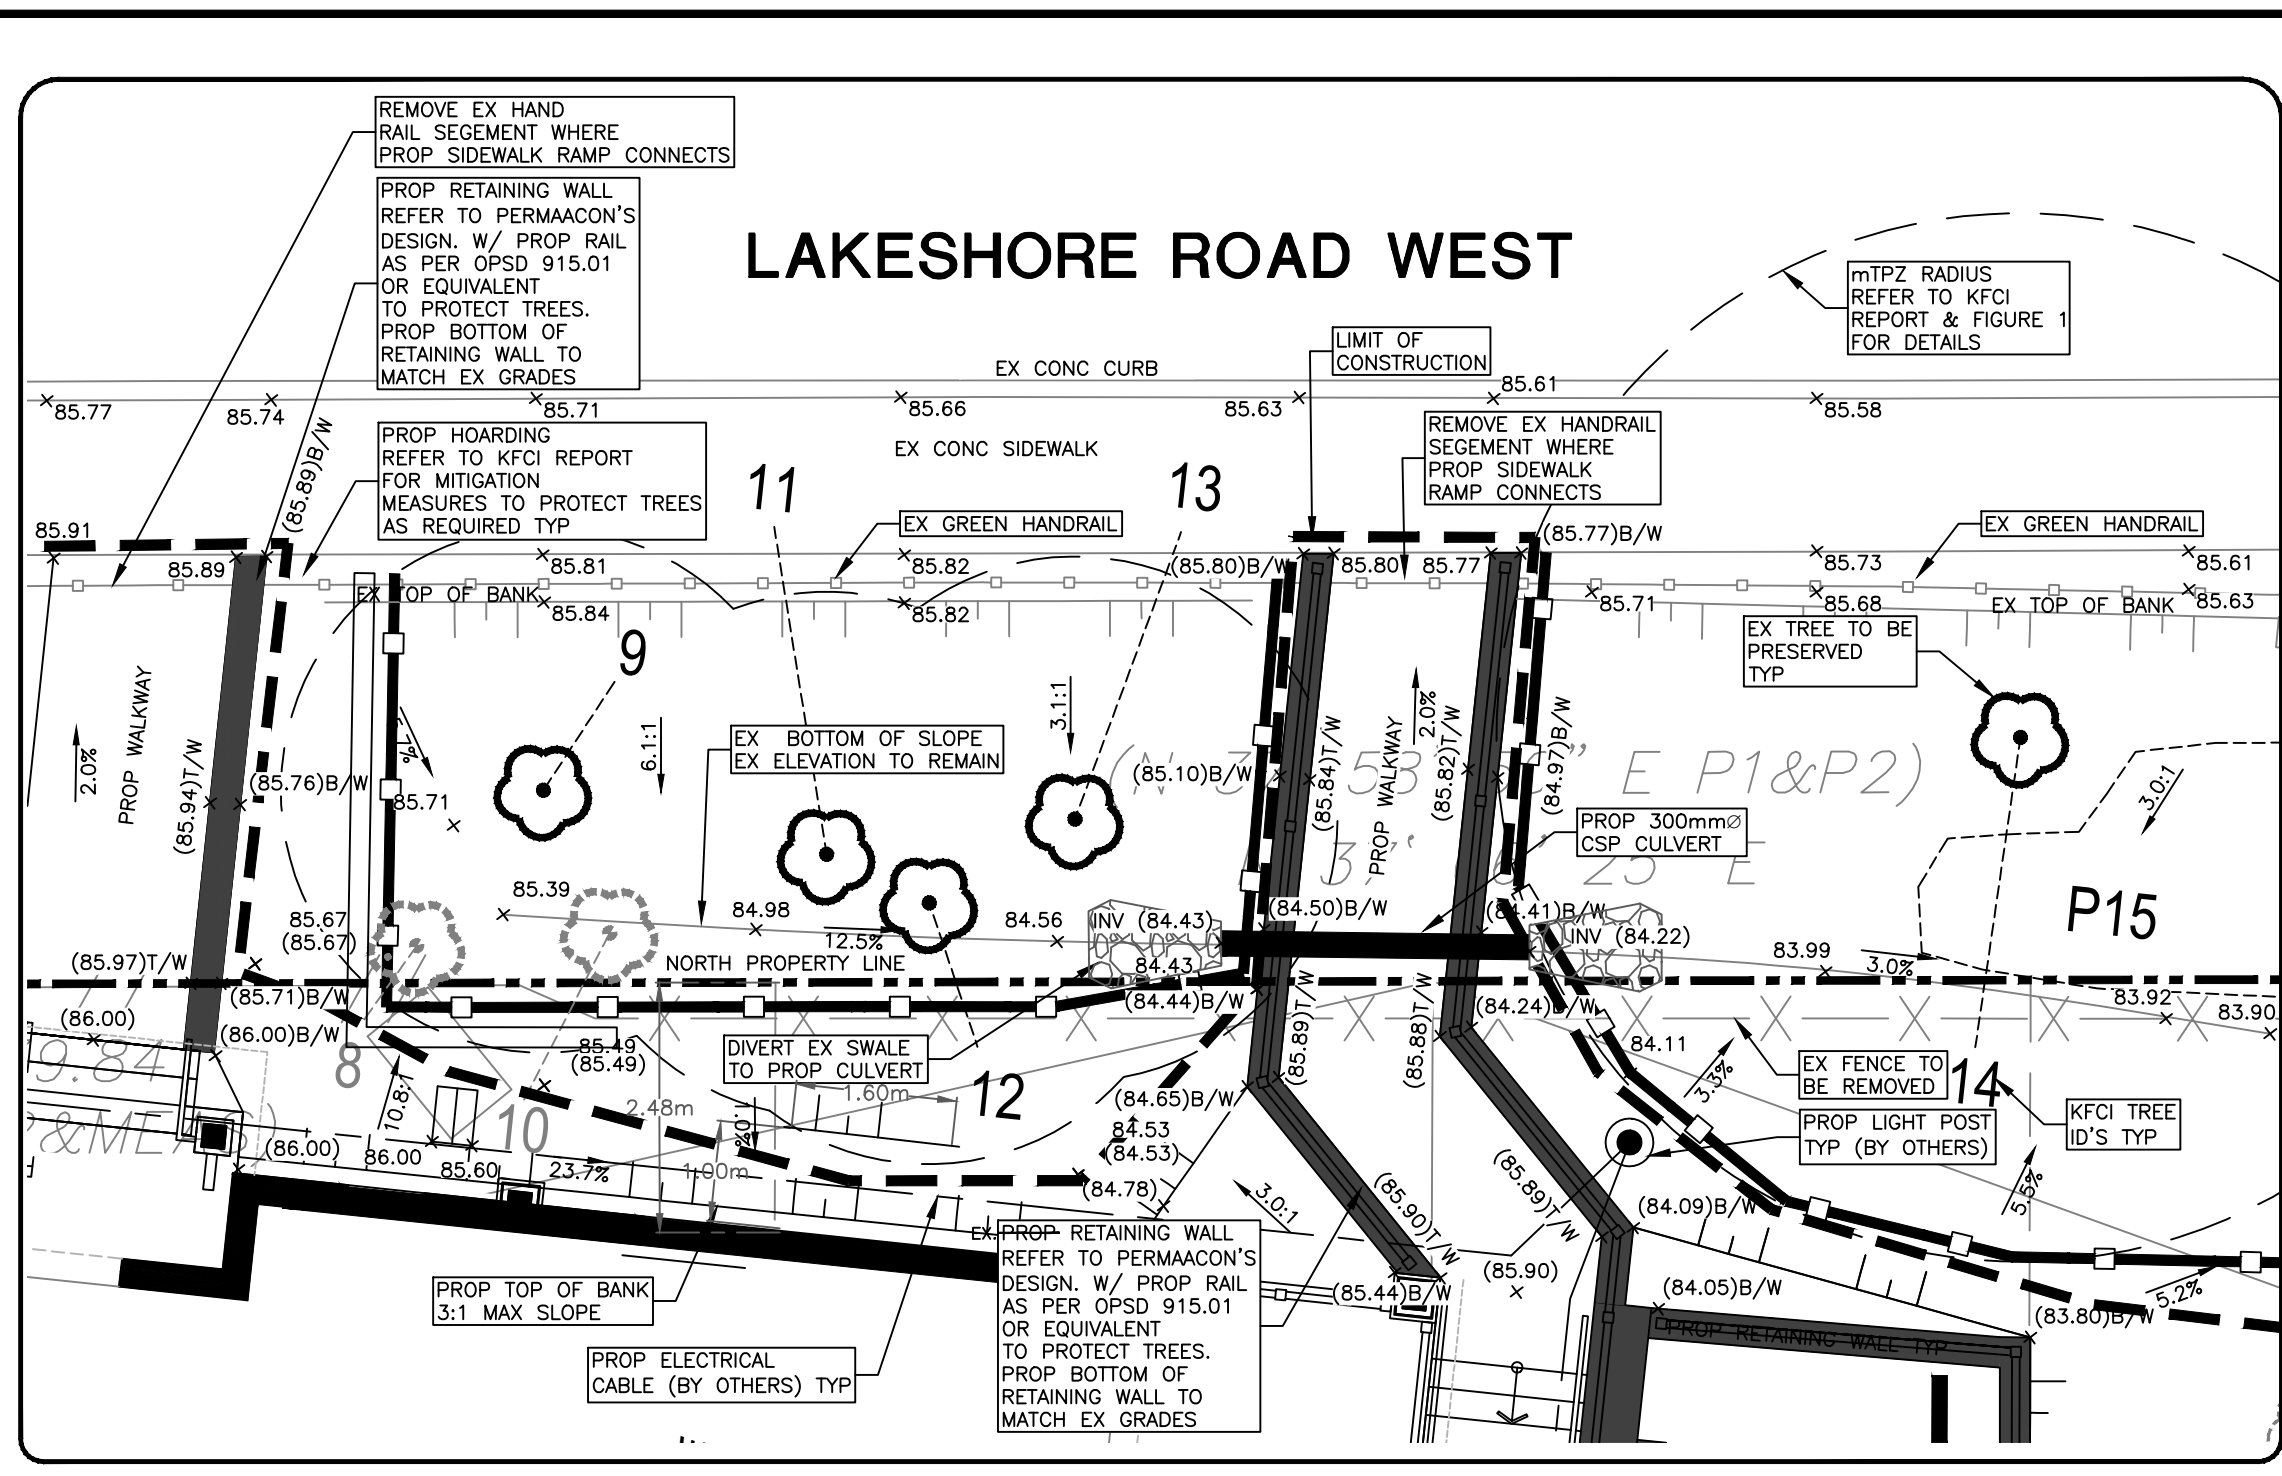 REMOVE EX HAND
RAIL SEGEMENT WHERE
PROP SIDEWALK RAMP CONNECTS
PROP RETAINING WALL
REFER TO PERMAACON'S
DESIGN. W/ PROP RAIL
AS PER OPSD 915.01
OR EQUIVALENT
TO PROTECT TREES.
PROP BOTTOM OF
RETAINING WALL TO
MATCH EX GRADES
LAKESHORE ROAD WEST
mTPZ RADIUS
REFER TO KFCI
REPORT & FIGURE 1
FOR DETAILS
LIMIT OF
CONSTRUCTION
EX CONC CURB
85.77
85.74
85.71
85.66
85.63
85.61
85.58
EX CONC SIDEWALK
PROP HOARDING
REFER TO KFCI REPORT
FOR MITIGATION
MEASURES TO PROTECT TREES
AS REQUIRED TYP
REMOVE EX HANDRAIL
SEGEMENT WHERE
PROP SIDEWALK
RAMP CONNECTS
(85.89)B/W
11
13
EX GREEN HANDRAIL
EX GREEN HANDRAIL
85.91
85.89
85.81
85.82
(85.80)B/W
85.80
85.77
(85.77)B/W
85.73
85.61
EX TOP OF BANK
85.84
85.82
85.71
85.68
EX TOP OF BANK
85.63
EX TREE TO BE
PRESERVED
TYP
9
PROP WALKWAY
2.0%
(85.94)T/W
(85.76)B/W
85.71
6.1:1
3.1:1
EX BOTTOM OF SLOPE
EX ELEVATION TO REMAIN
(85.10)B/W
(85.84)T/W
PROP WALKWAY
2.0%
(85.82)T/W
(84.97)B/W
E P1&P2)
3.0:1
PROP 300mmØ
CSP CULVERT
25 E
85.39
84.98
84.56
12.5%
85.67
(85.67)
INV (84.43)
84.43
(84.50)B/W
(84.41)B/W
INV (84.22)
P15
83.99
3.0%
NORTH PROPERTY LINE
(85.97)T/W
(85.71)B/W
(86.00)
(86.00)B/W
(84.44)B/W
(85.89)T/W
(85.88)T/W
(84.24)B/W
83.92
83.90
84.11
9.84
P&MEAS)
8
10
12
14
85.49
(85.49)
DIVERT EX SWALE
TO PROP CULVERT
2.48m
1.60m
1.00m
1.0%
10.8:1
(86.00)
86.00
85.60
23.7%
(84.65)B/W
84.53
(84.53)
(84.78)
3.0:1
3.3%
EX FENCE TO
BE REMOVED
PROP LIGHT POST
TYP (BY OTHERS)
KFCI TREE
ID'S TYP
5.5%
(85.90)T/W
(85.89)T/W
(84.09)B/W
(85.90)
(85.44)B/W
(84.05)B/W
5.2%
(83.80)B/W
PROP RETAINING WALL TYP
PROP TOP OF BANK
3:1 MAX SLOPE
PROP ELECTRICAL
CABLE (BY OTHERS) TYP
EX. PROP RETAINING WALL
REFER TO PERMAACON'S
DESIGN. W/ PROP RAIL
AS PER OPSD 915.01
OR EQUIVALENT
TO PROTECT TREES.
PROP BOTTOM OF
RETAINING WALL TO
MATCH EX GRADES